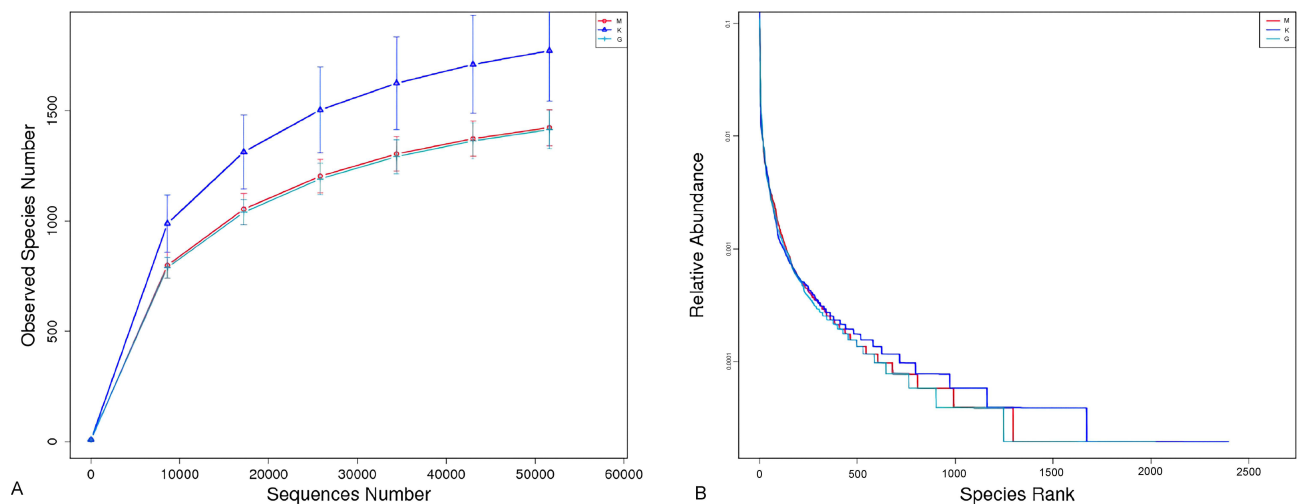 M
K
G
Observed Species Number
1500
1000
500
0
0
10000
20000
30000
40000
50000
60000
Sequences Number
A
M
K
G
Relative Abundance
0.1
0.01
0.001
0.0001
0
500
1000
1500
2000
2500
Species Rank
B